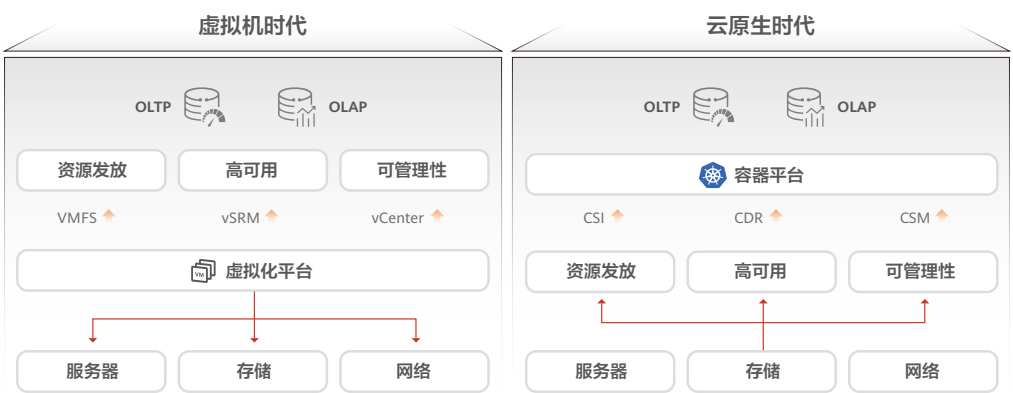 虚拟机时代
OLTP OLAP
资源发放 高可用 可管理性
VMFS vSRM vCenter
VM 虚拟化平台
服务器 存储 网络
云原生时代
OLTP OLAP
容器平台
CSI CDR CSM
资源发放 高可用 可管理性
服务器 存储 网络